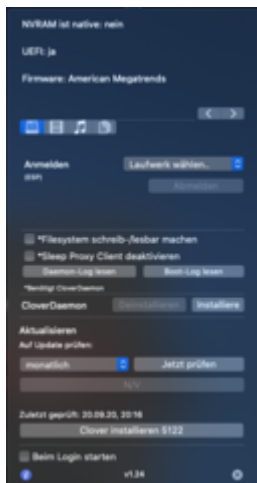 NVRAM ist native: nein
UEFI: ja
Firmware: American Megatrends
Anmelden
Laufwerk wählen..
(ESP)
Abmelden
*Filesystem schreib-/lesbar machen
*Sleep Proxy Client deaktivieren
Daemon-Log lesen
Boot-Log lesen
*Benötigt CloverDaemon
CloverDaemon
Deinstallieren
Installiere
Aktualisieren
Auf Update prüfen:
monatlich
Jetzt prüfen
N/V
Zuletzt geprüft: 20.09.20, 20:16
Clover installieren 5122
Beim Login starten
v1.24